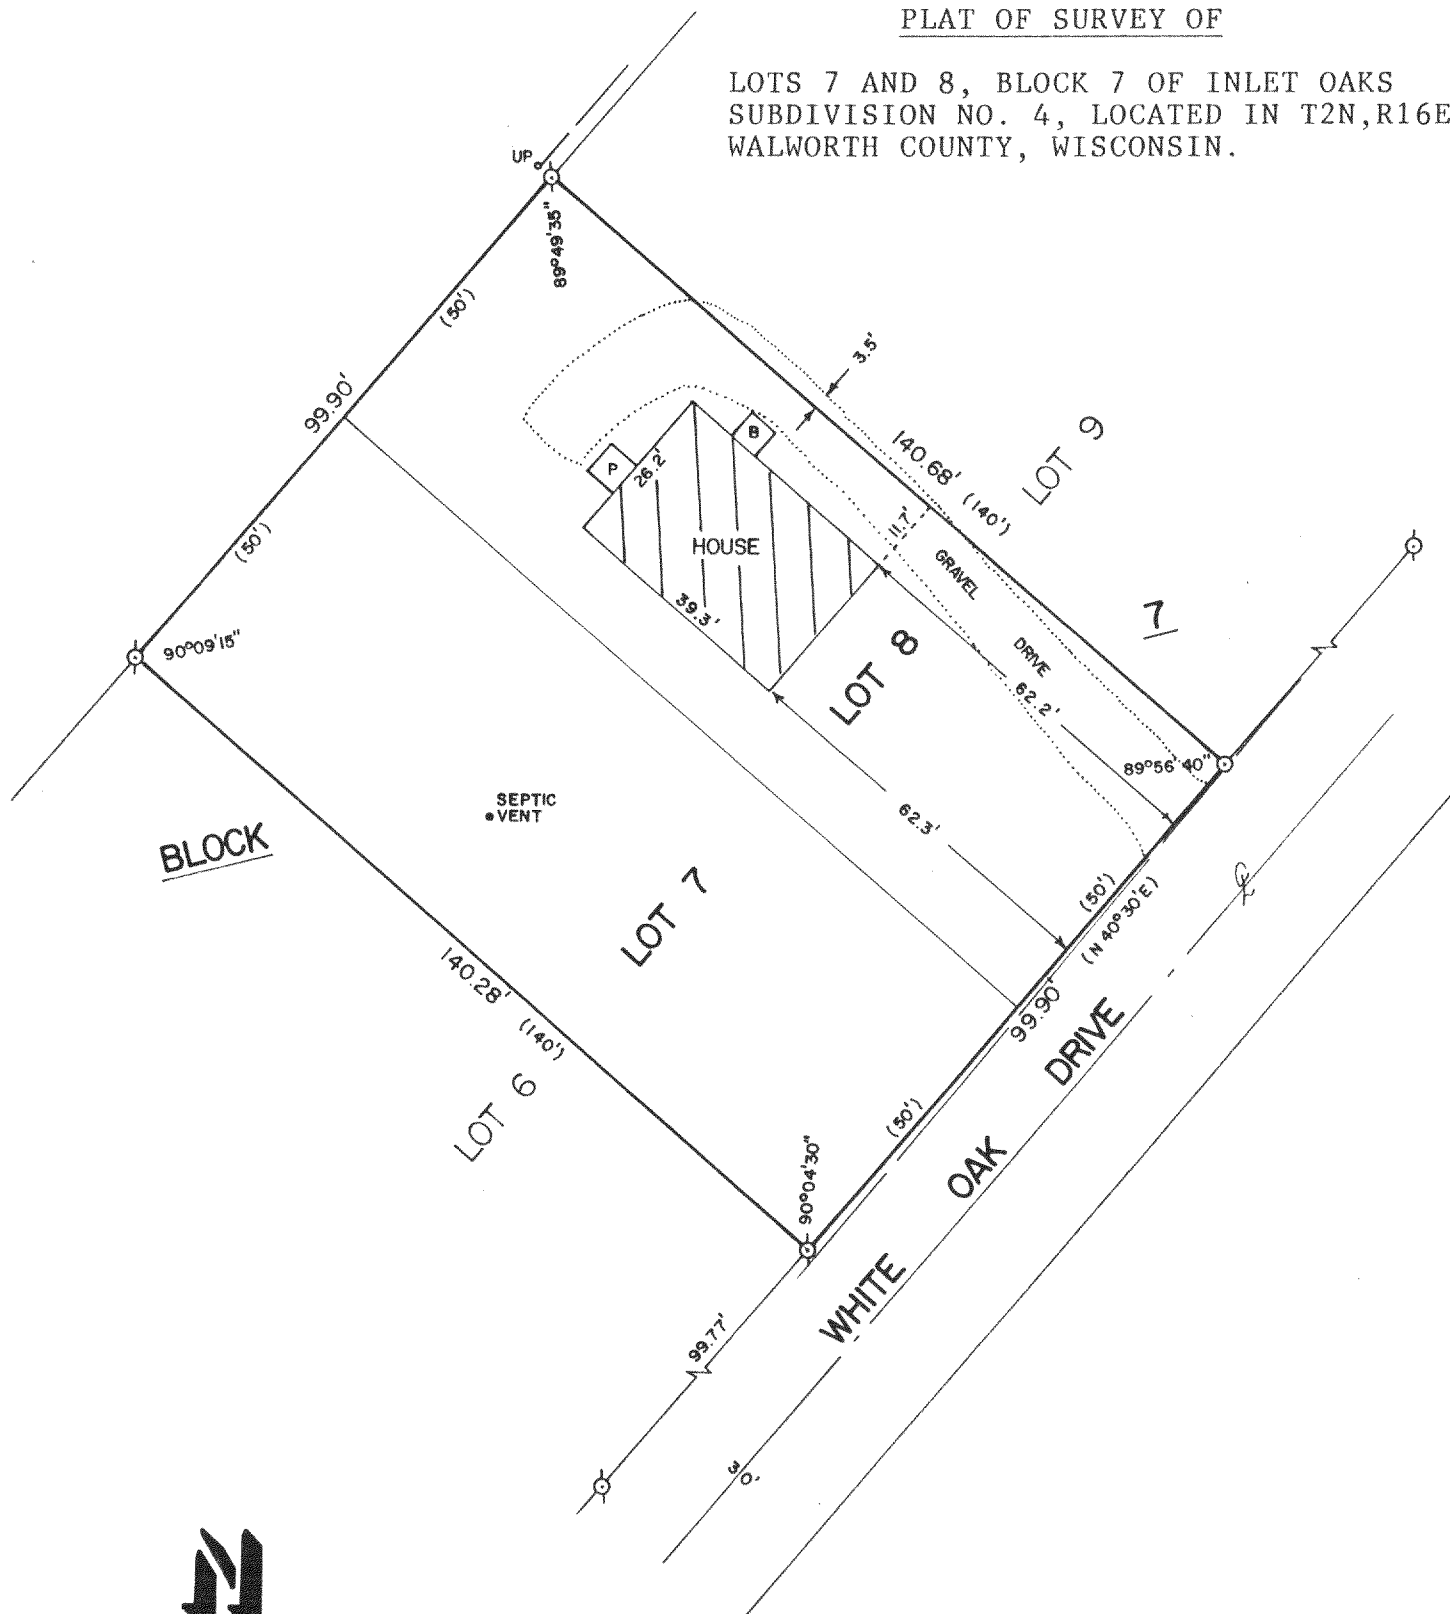 PLAT OF SURVEY OF
LOTS 7 AND 8, BLOCK 7 OF INLET OAKS
SUBDIVISION NO. 4, LOCATED IN T2N,R16E
WALWORTH COUNTY, WISCONSIN.
UP
89°49'35"
(50')
3.5'
99.90'
140.68'
(140')
LOT 9
B
P
26.2'
HOUSE
11.7'
GRAVEL
DRIVE
(50')
39.3'
7
90°09'15"
LOT 8
62.2'
89°56'40"
SEPTIC
VENT
62.3'
BLOCK
LOT 7
(50')
(N 40°30'E)
℄
140.28'
(140')
99.90'
DRIVE
LOT 6
(50')
90°04'30"
OAK
WHITE
99.77'
30'
N